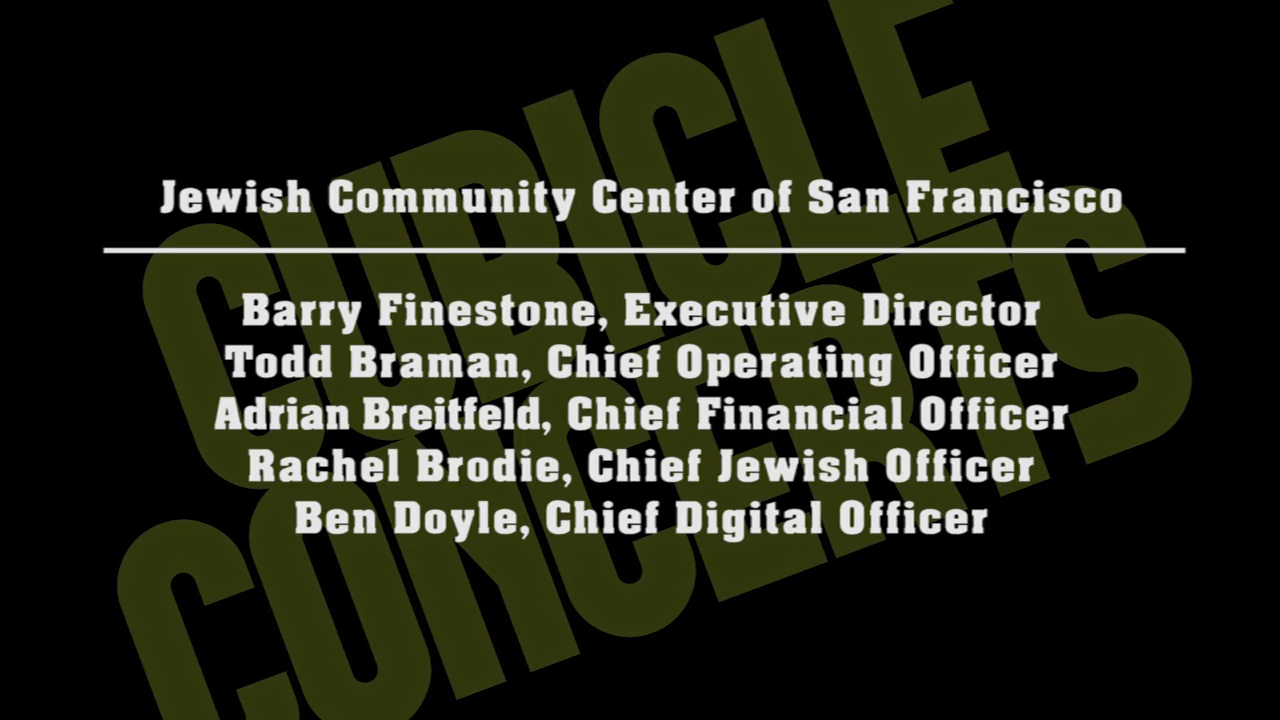 CUBICLE
CONCERTS
Jewish Community Center of San Francisco
Barry Finestone, Executive Director
Todd Braman, Chief Operating Officer
Adrian Breitfeld, Chief Financial Officer
Rachel Brodie, Chief Jewish Officer
Ben Doyle, Chief Digital Officer